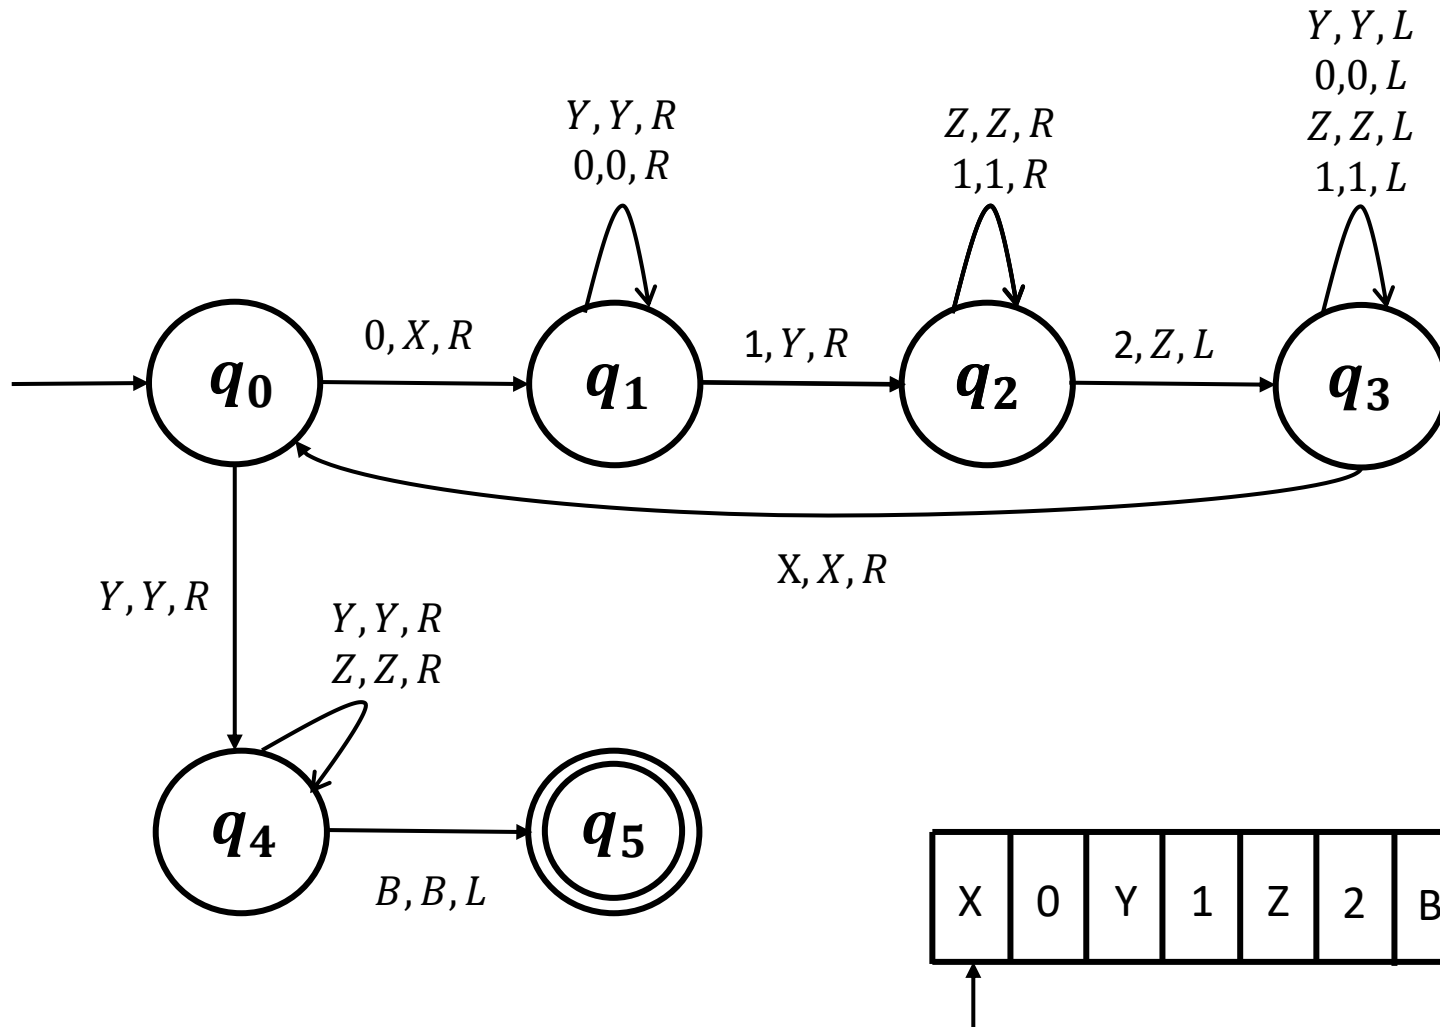 Y, Y, L
0,0, L
Z, Z, L
1,1, L
Y, Y, R
0,0, R
Z, Z, R
1,1, R
0, X, R
1, Y, R
2, Z, L
q0
q1
q2
q3
X, X, R
Y, Y, R
Y, Y, R
Z, Z, R
q4
q5
B, B, L
X 0 Y 1 Z 2 B